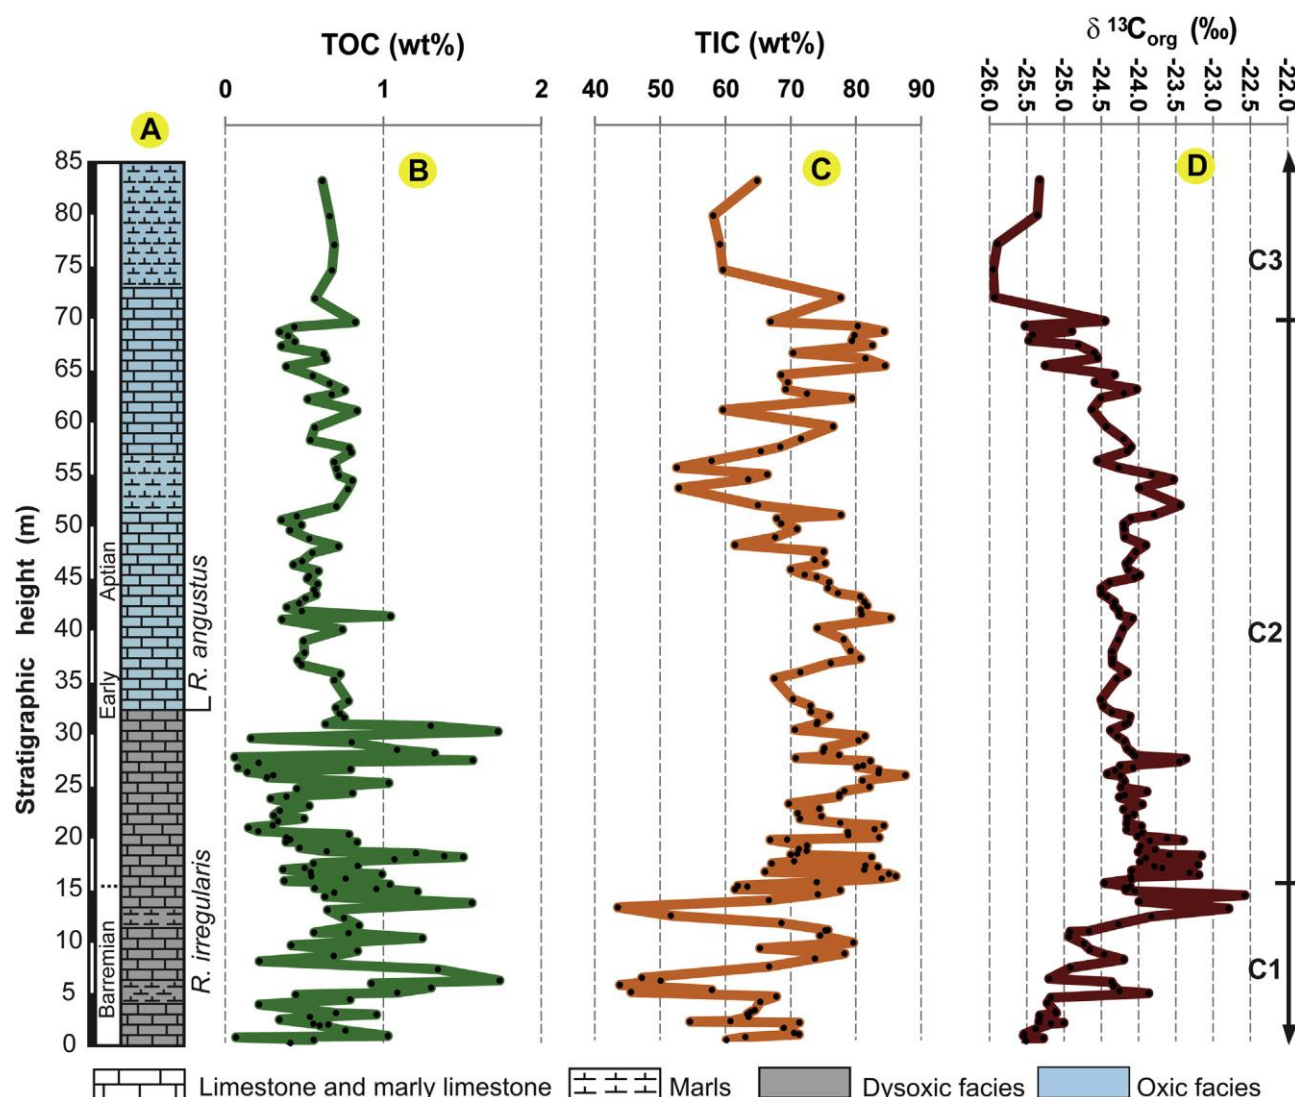 TOC (wt%)
TIC (wt%)
δ ¹³Corg (‰)
0 1 2
40 50 60 70 80 90
-26.0 -25.5 -25.0 -24.5 -24.0 -23.5 -23.0 -22.5 -22.0
A
B
C
D
85
80
75
70
65
60
55
50
45
40
35
30
25
20
15
10
5
0
Stratigraphic height (m)
Early Aptian
Barremian
R. angustus
R. irregularis
C3
C2
C1
Limestone and marly limestone
Marls
Dysoxic facies
Oxic facies